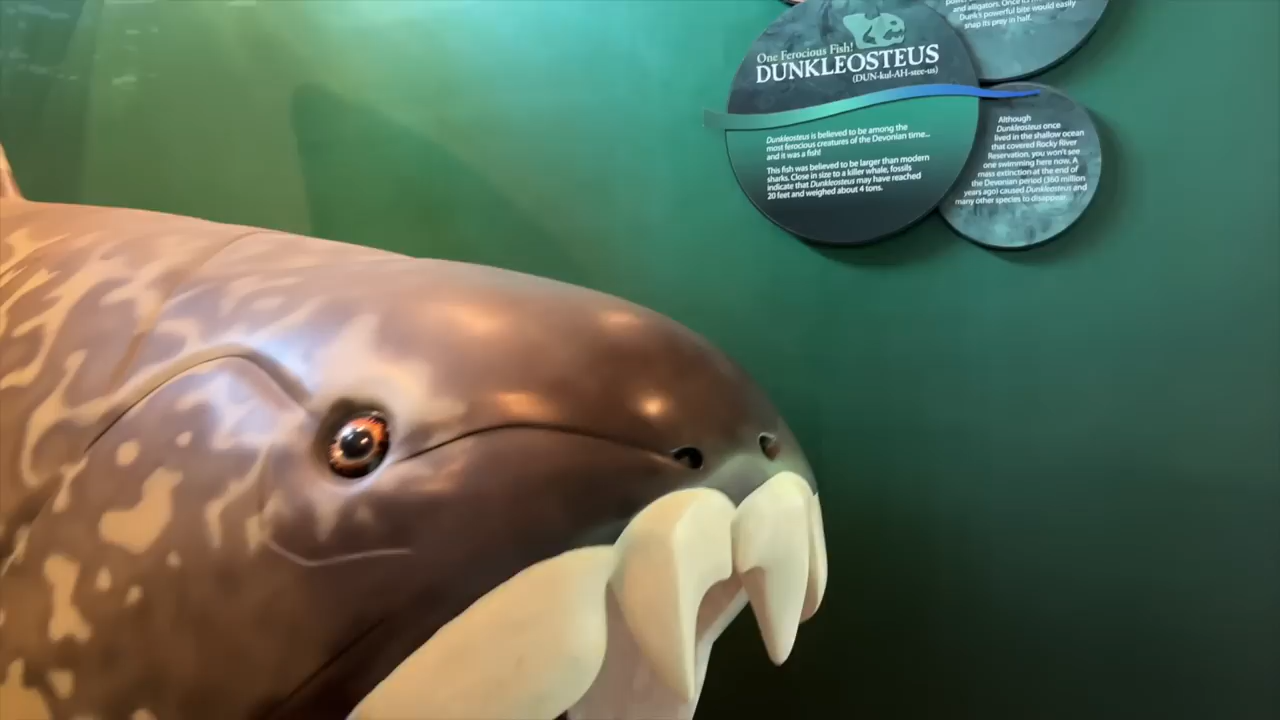 and alligators. Once
Dunk's powerful bite would easily
snap its prey in half.
One Ferocious Fish!
DUNKLEOSTEUS
(DUN-kul-AH-stee-us)
Dunkleosteus is believed to be among the
most ferocious creatures of the Devonian time...
and it was a fish!
This fish was believed to be larger than modern
sharks. Close in size to a killer whale, fossils
indicate that Dunkleosteus may have reached
20 feet and weighed about 4 tons.
Although
Dunkleosteus once
lived in the shallow ocean
that covered Rocky River
Reservation, you won't see
one swimming here now. A
mass extinction at the end of
the Devonian period (360 million
years ago) caused Dunkleosteus and
many other species to disappear.